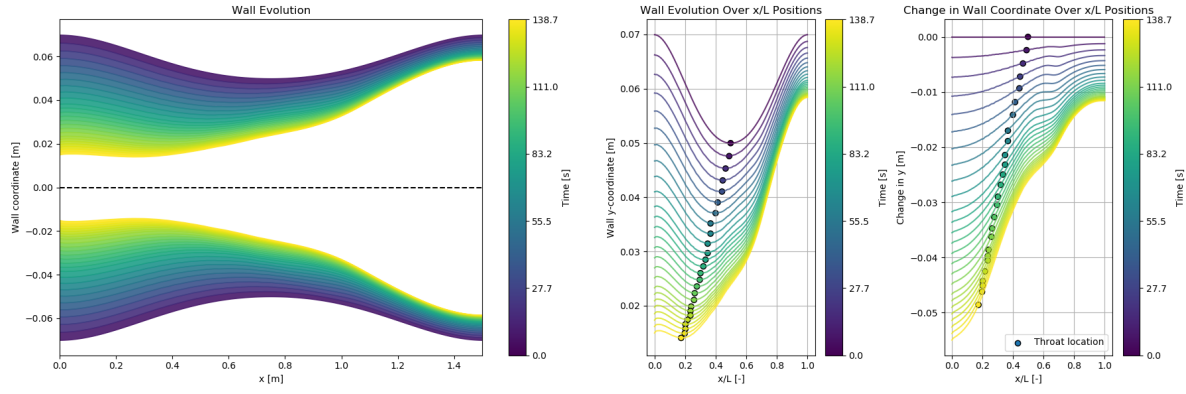 Wall Evolution
Wall coordinate [m]
0.06
0.04
0.02
0.00
−0.02
−0.04
−0.06
0.0 0.2 0.4 0.6 0.8 1.0 1.2 1.4
x [m]
138.7
111.0
83.2
55.5
27.7
0.0
Time [s]
Wall Evolution Over x/L Positions
Wall y-coordinate [m]
0.07
0.06
0.05
0.04
0.03
0.02
0.0 0.2 0.4 0.6 0.8 1.0
x/L [-]
138.7
111.0
83.2
55.5
27.7
0.0
Time [s]
Change in Wall Coordinate Over x/L Positions
Change in y [m]
0.00
−0.01
−0.02
−0.03
−0.04
−0.05
Throat location
0.0 0.2 0.4 0.6 0.8 1.0
x/L [-]
138.7
111.0
83.2
55.5
27.7
0.0
Time [s]